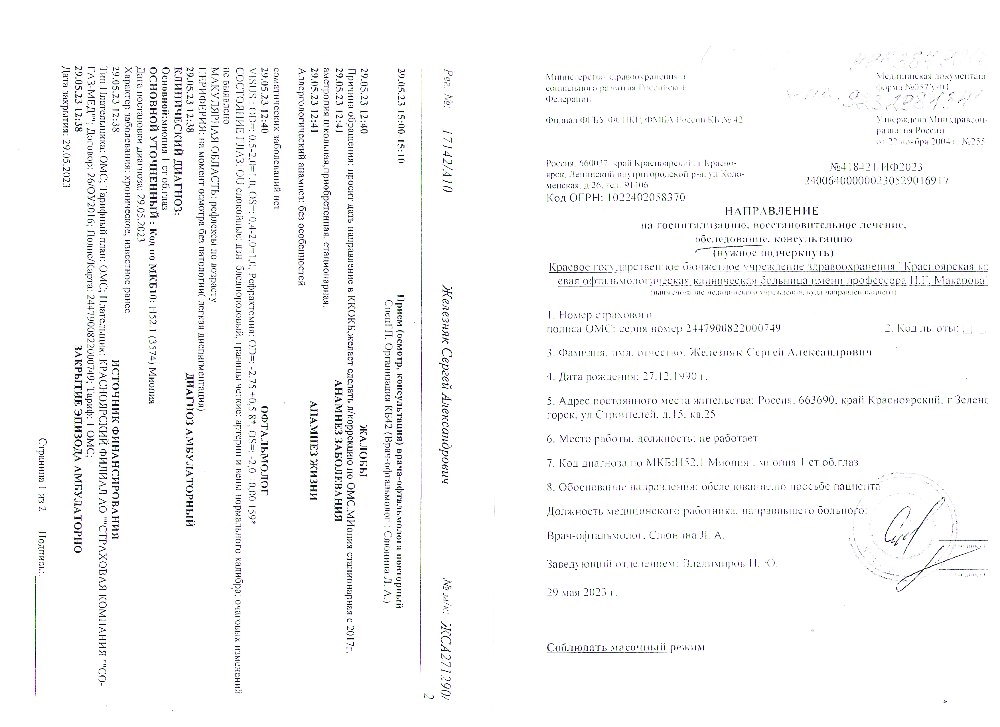 Рег. №: 17142/А10 Железняк Сергей Александрович № м/к: ЖСА271290/
2
29.05.23 15:00-15:10 Прием (осмотр, консультация) врача-офтальмолога повторный
СпецГП. Организация КБ42 (Врач-офтальмолог : Слюнина Л. А.)
ЖАЛОБЫ
29.05.23 12:40
Причина обращения: просит дать направление в ККОКБ,желает сделать л/коррекцию по ОМС.МИопия стационарная с 2017г.
29.05.23 12:41 АНАМНЕЗ ЗАБОЛЕВАНИЯ
аметропия школьная.приобретенная. стационарная.
29.05.23 12:41 АНАМНЕЗ ЖИЗНИ
Аллергологический анамнез: без особенностей
соматических заболеваний нет
29.05.23 12:40 ОФТАЛЬМОЛОГ
VISUS : OD=: 0,5-2,0=1,0, OS=: 0,4-2,0=1,0, Рефрактомия: OD=: -2,75 +0,5 8*, OS=: -2,0 +0,00 159*
СОСТОЯНИЕ ГЛАЗ: OU спокойные; дзн бледнорозовый, границы четкие; артерии и вены нормального калибра; очаговых изменений
не выявлено
МАКУЛЯРНАЯ ОБЛАСТЬ: рефлексы по возрасту
ПЕРИФЕРИЯ: на момент осмотра без патологии( легкая диспигментация)
29.05.23 12:38 ДИАГНОЗ АМБУЛАТОРНЫЙ
КЛИНИЧЕСКИЙ ДИАГНОЗ:
Основной:миопия 1 ст об.глаз
ОСНОВНОЙ УТОЧНЕННЫЙ : Код по МКБ10: H52.1 (3574) Миопия
Дата постановки диагноза: 29.05.2023
Характер заболевания: хроническое, известное ранее
29.05.23 12:38 ИСТОЧНИК ФИНАНСИРОВАНИЯ
Тип Плательщика: ОМС; Тарифный план: ОМС; Плательщик: КРАСНОЯРСКИЙ ФИЛИАЛ АО ""СТРАХОВАЯ КОМПАНИЯ ""СО-
ГАЗ-МЕД""; Договор: 26/ОУ2016; Полис/Карта: 2447900822000749; Тариф: 1 ОМС;
29.05.23 12:38 ЗАКРЫТИЕ ЭПИЗОДА АМБУЛАТОРНО
Дата закрытия: 29.05.2023
Страница 1 из 2 Подпись:
Министерство здравоохранения и
социального развития Российской
Федерации
Филиал ФГБУ ФСНКЦ ФМБА России КБ № 42
Россия, 660037, край Красноярский, г Красно-
ярск, Ленинский внутригородской р-н, ул Коло-
менская, д.26, тел.:91406
Код ОГРН: 1022402058370
Медицинская документац-
форма №057/у-04
923298134
Утверждена Минздравсоц-
развития России
от 22 ноября 2004 г. №255
№418421/ИФ2023
240064000000230529016917
НАПРАВЛЕНИЕ
на госпитализацию, восстановительное лечение,
обследование, консультацию
(нужное подчеркнуть)
Краевое государственное бюджетное учреждение здравоохранения "Красноярская кр
евая офтальмологическая клиническая больница имени профессора П.Г. Макарова"
(наименование медицинского учреждения, куда направлен пациент)
1. Номер страхового
полиса ОМС: серия номер 2447900822000749 2. Код льготы:
3. Фамилия, имя, отчество: Железняк Сергей Александрович
4. Дата рождения: 27.12.1990 г.
5. Адрес постоянного места жительства: Россия, 663690, край Красноярский, г Зелено
горск, ул Строителей, д.15, кв.25
6. Место работы, должность: не работает
7. Код диагноза по МКБ:H52.1 Миопия : миопия 1 ст об.глаз
8. Обоснование направления: обследование.по просьбе пациента
Должность медицинского работника, направившего больного:
Врач-офтальмолог, Слюнина Л. А.
(подпись)
Заведующий отделением: Владимиров И. Ю.
(подпись)
29 мая 2023 г.
Соблюдать масочный режим